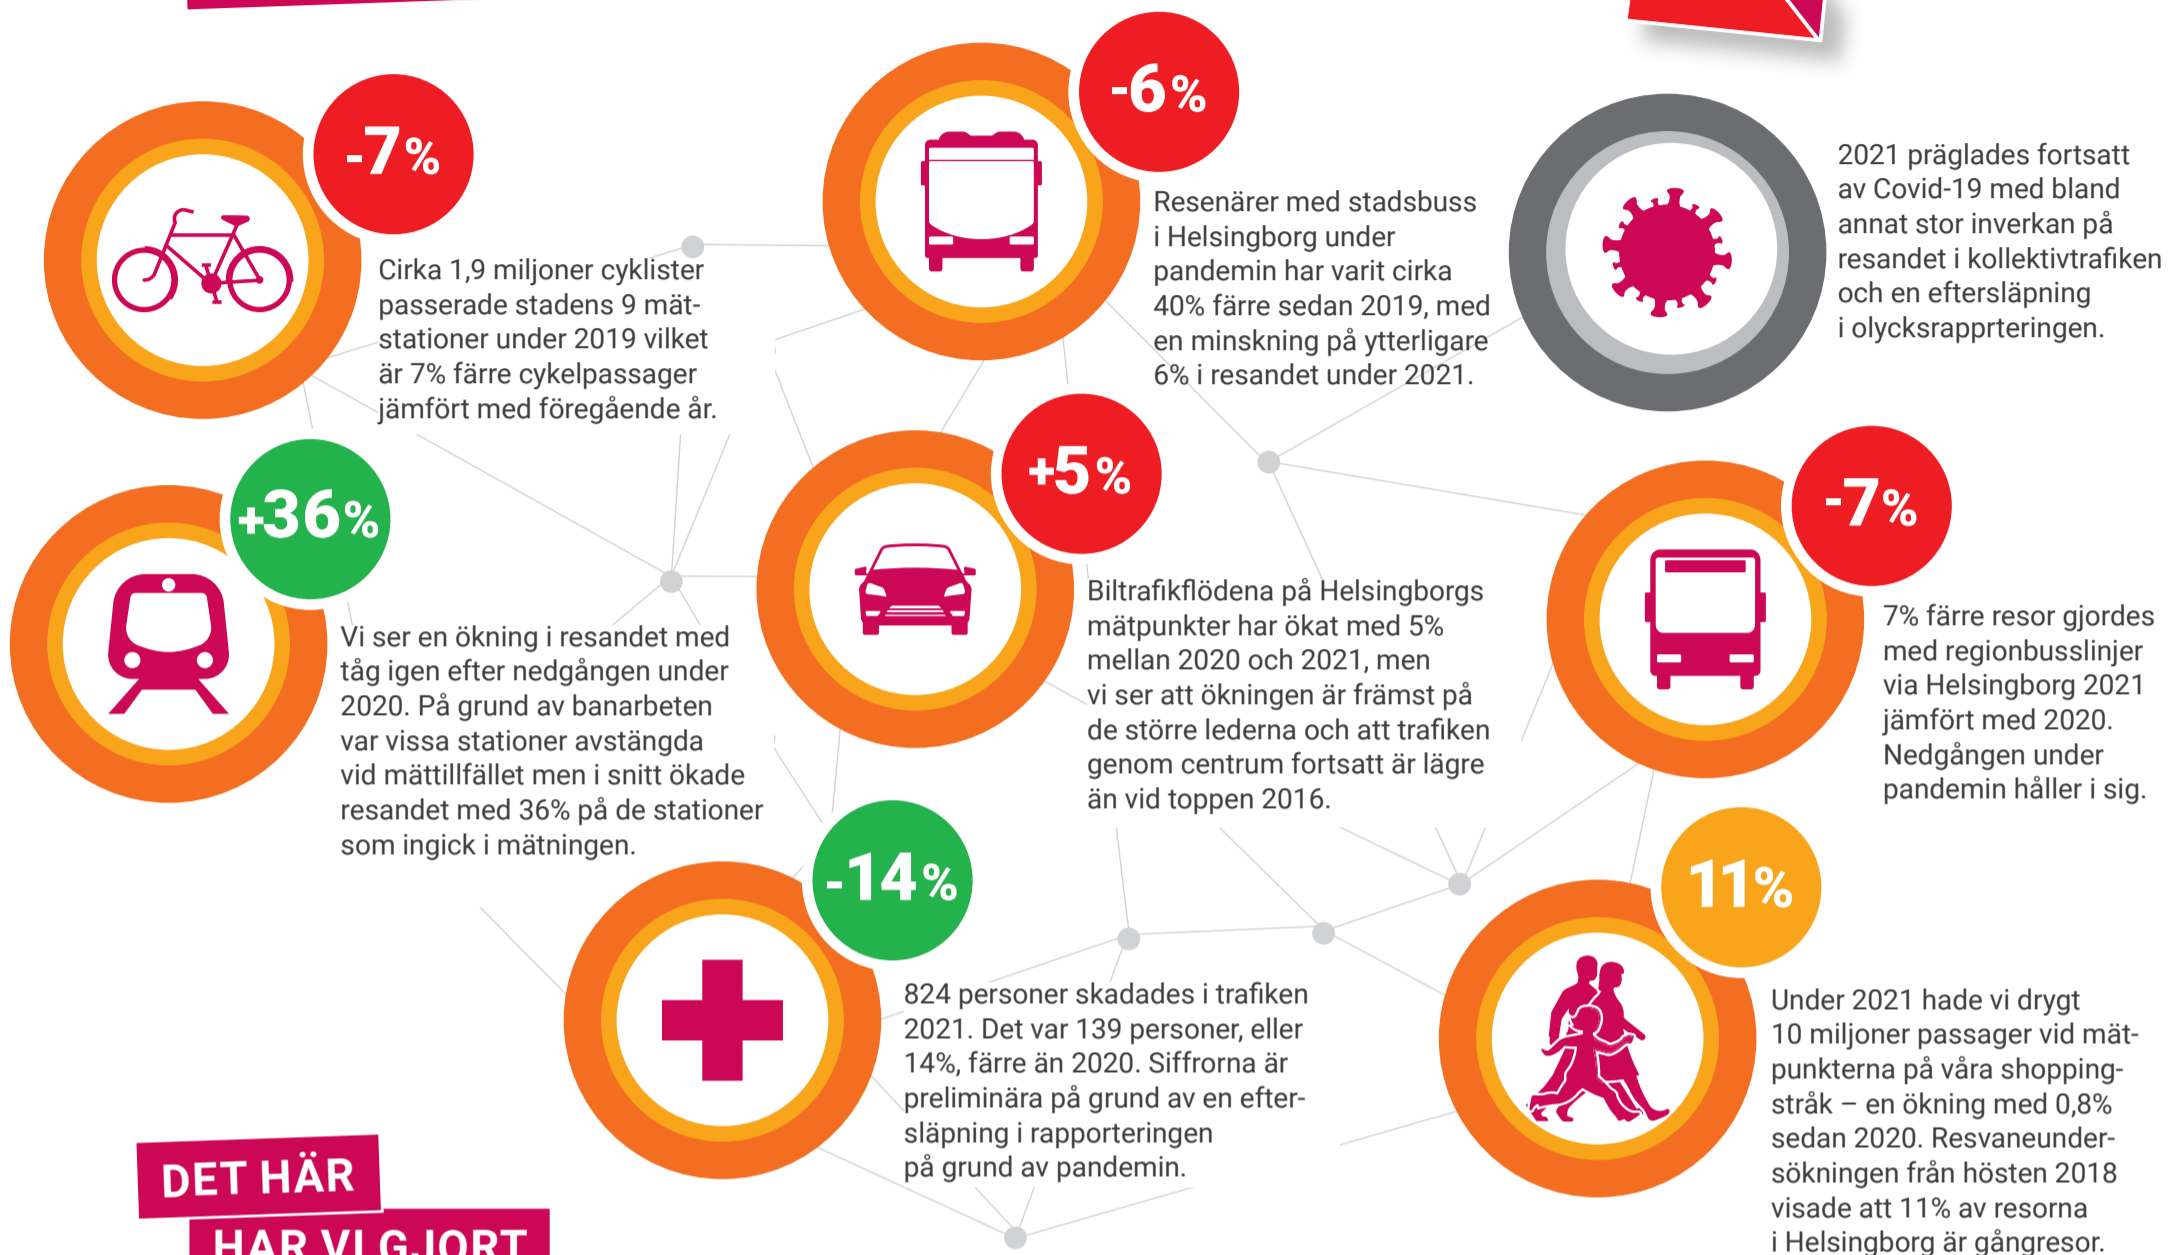 -7%
Cirka 1,9 miljoner cyklister
passerade stadens 9 mät-
stationer under 2019 vilket
är 7% färre cykelpassager
jämfört med föregående år.
-6%
Resenärer med stadsbuss
i Helsingborg under
pandemin har varit cirka
40% färre sedan 2019, med
en minskning på ytterligare
6% i resandet under 2021.
2021 präglades fortsatt
av Covid-19 med bland
annat stor inverkan på
resandet i kollektivtrafiken
och en eftersläpning
i olycksrapprteringen.
+36%
Vi ser en ökning i resandet med
tåg igen efter nedgången under
2020. På grund av banarbeten
var vissa stationer avstängda
vid mättillfället men i snitt ökade
resandet med 36% på de stationer
som ingick i mätningen.
+5%
Biltrafikflödena på Helsingborgs
mätpunkter har ökat med 5%
mellan 2020 och 2021, men
vi ser att ökningen är främst på
de större lederna och att trafiken
genom centrum fortsatt är lägre
än vid toppen 2016.
-7%
7% färre resor gjordes
med regionbusslinjer
via Helsingborg 2021
jämfört med 2020.
Nedgången under
pandemin håller i sig.
-14%
824 personer skadades i trafiken
2021. Det var 139 personer, eller
14%, färre än 2020. Siffrorna är
preliminära på grund av en efter-
släpning i rapporteringen
på grund av pandemin.
11%
Under 2021 hade vi drygt
10 miljoner passager vid mät-
punkterna på våra shopping-
stråk – en ökning med 0,8%
sedan 2020. Resvaneunder-
sökningen från hösten 2018
visade att 11% av resorna
i Helsingborg är gångresor.
DET HÄR
HAR VI GJORT